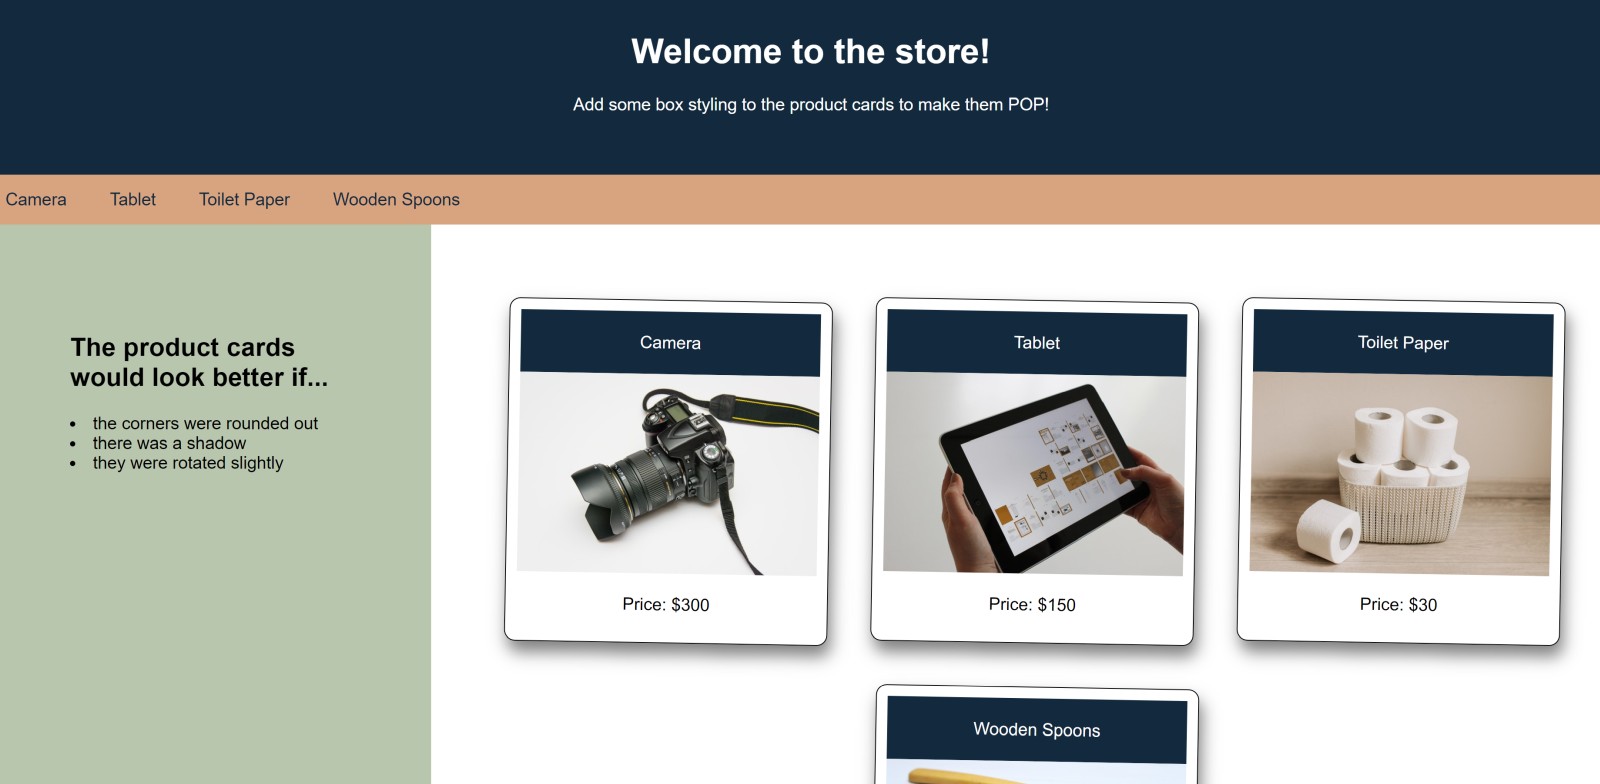 Welcome to the store!
Add some box styling to the product cards to make them POP!
Camera Tablet Toilet Paper Wooden Spoons
The product cards
would look better if...
• the corners were rounded out
• there was a shadow
• they were rotated slightly
Camera
Price: $300
Tablet
Price: $150
Toilet Paper
Price: $30
Wooden Spoons